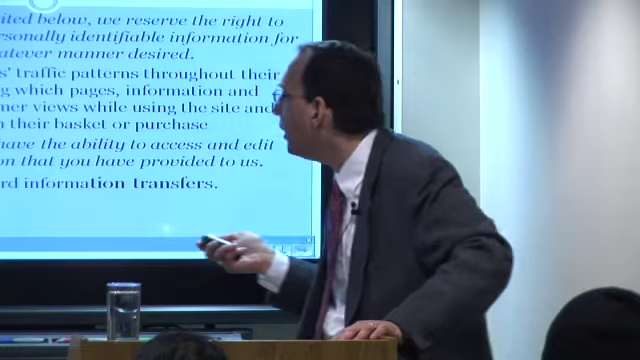 ited below, we reserve the right to
rsonally identifiable information for
atever manner desired.
s' traffic patterns throughout their
g which pages, information and
mer views while using the site and
n their basket or purchase
have the ability to access and edit
on that you have provided to us.
rd information transfers.